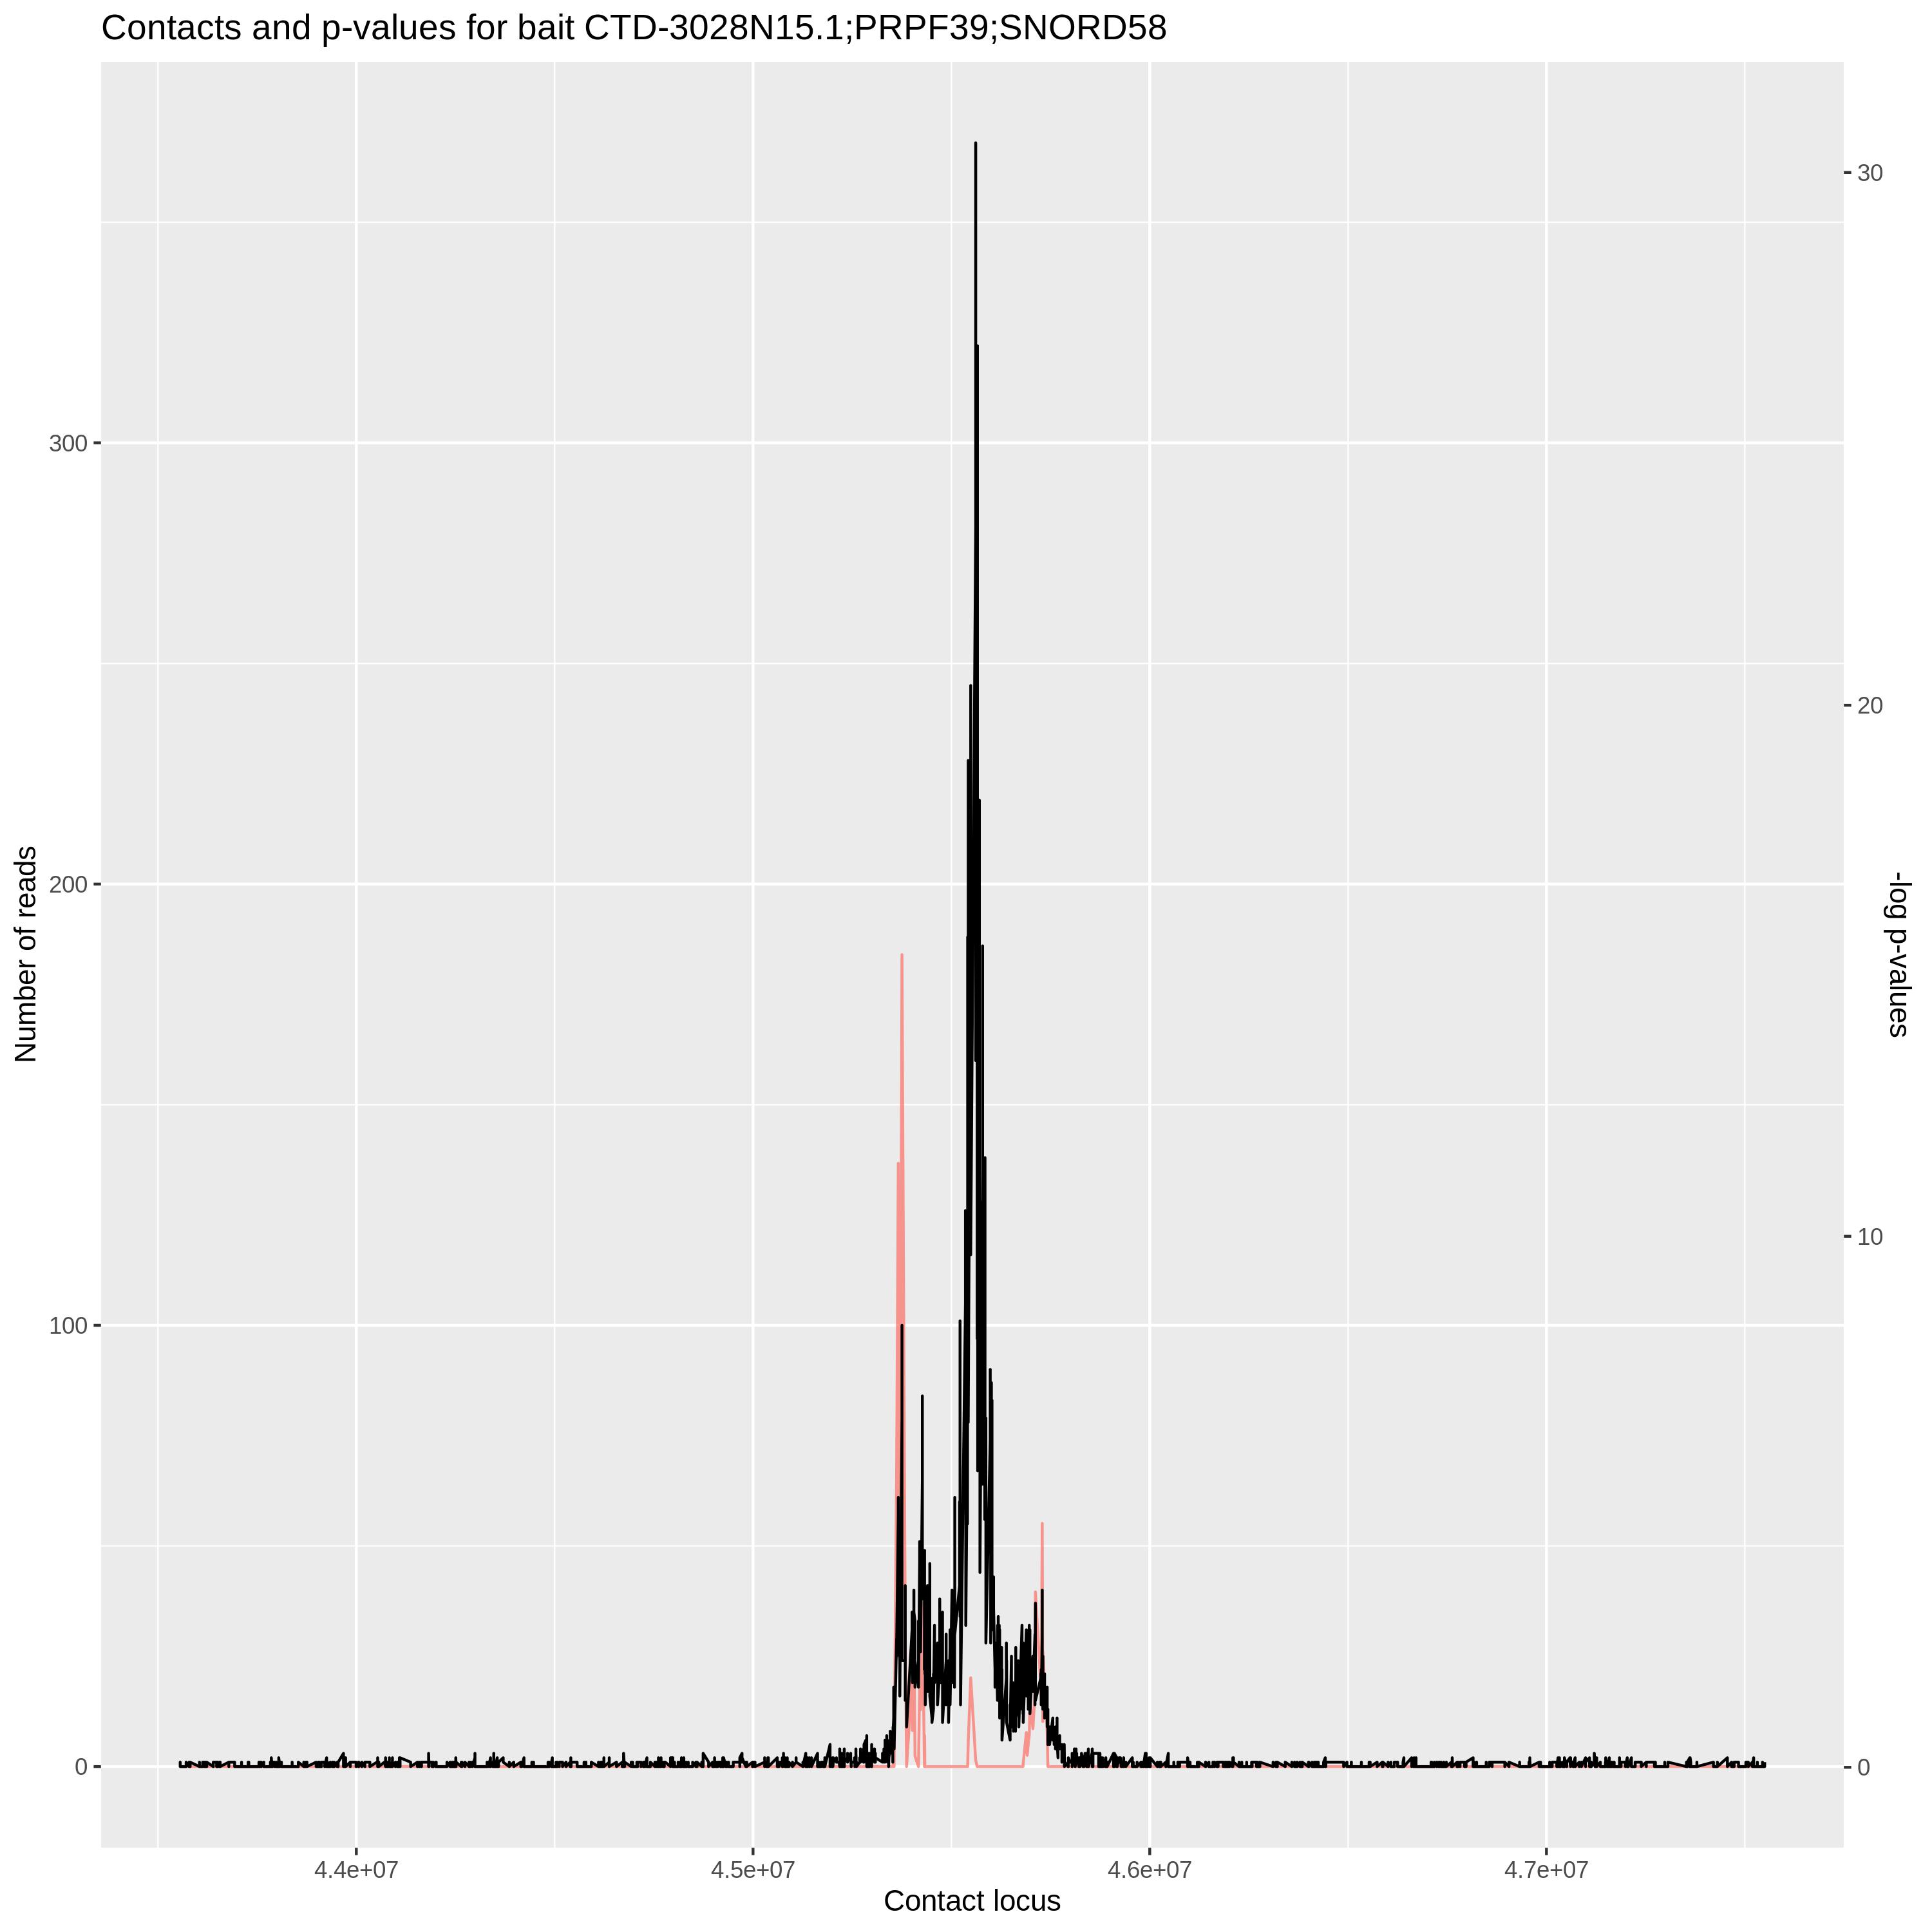 Contacts and p-values for bait CTD-3028N15.1;PRPF39;SNORD58
30
300
20
Number of reads
200
-log p-values
10
100
0
0
4.4e+07
4.5e+07
4.6e+07
4.7e+07
Contact locus